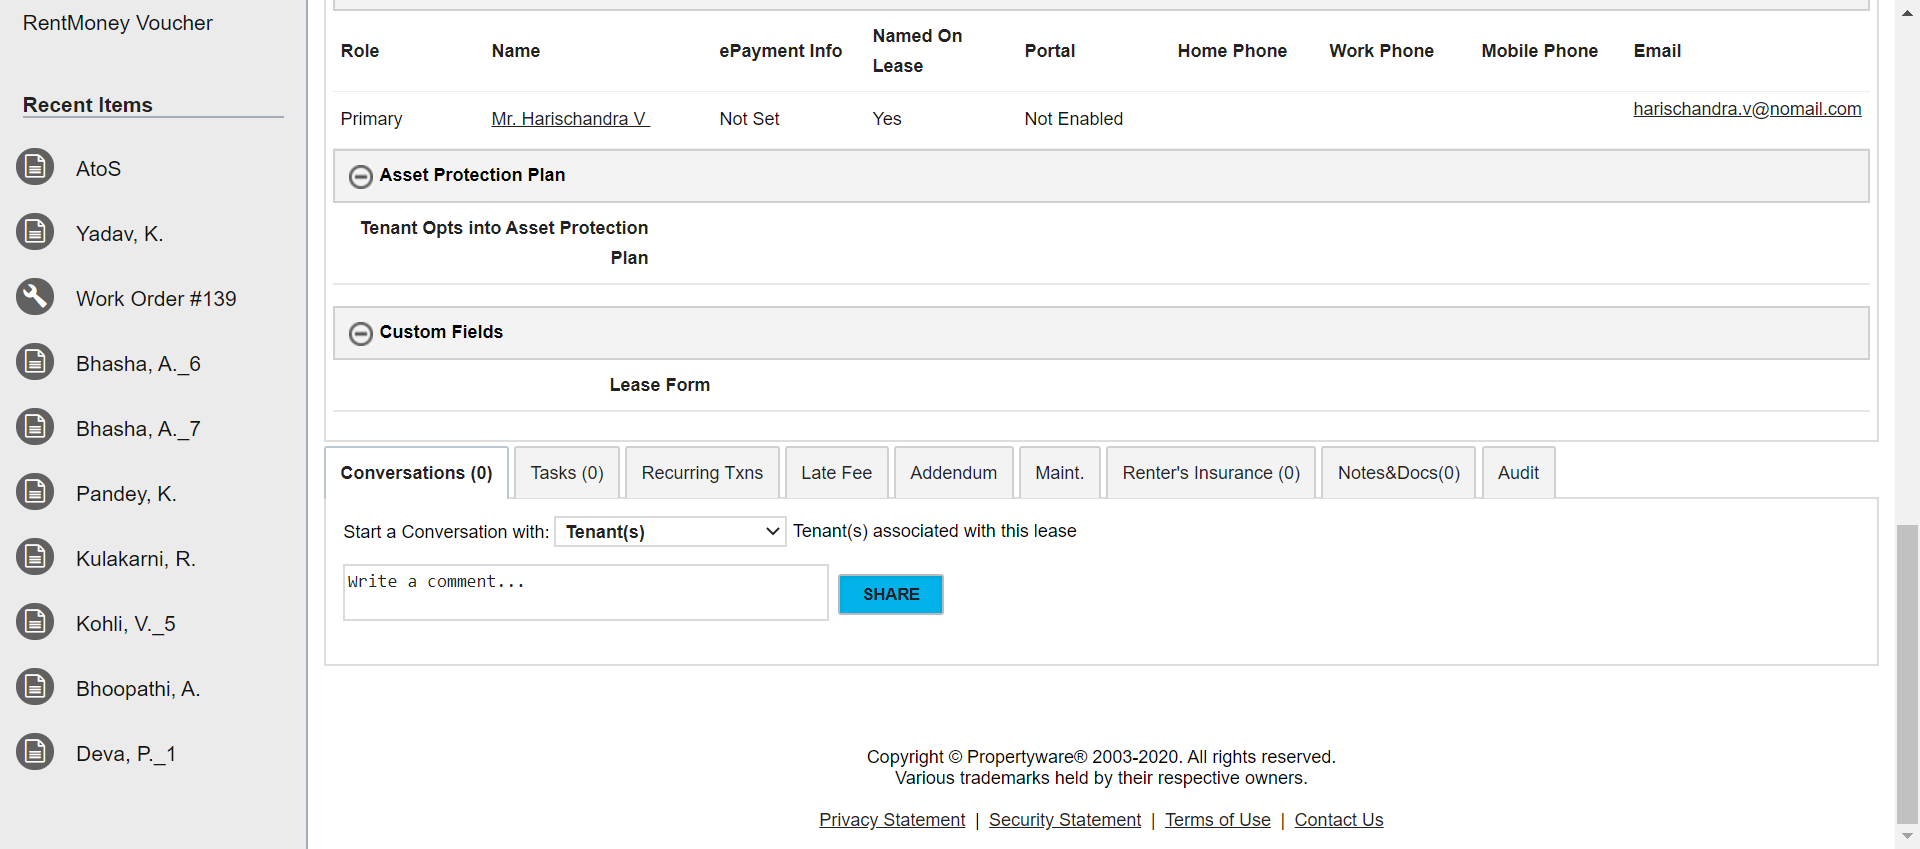 RentMoney Voucher
Recent Items
AtoS
Yadav, K.
Work Order #139
Bhasha, A._6
Bhasha, A._7
Pandey, K.
Kulakarni, R.
Kohli, V._5
Bhoopathi, A.
Deva, P._1
Role Name ePayment Info Named On Lease Portal Home Phone Work Phone Mobile Phone Email
Primary Mr. Harischandra V Not Set Yes Not Enabled harischandra.v@nomail.com
Asset Protection Plan
Tenant Opts into Asset Protection
Plan
Custom Fields
Lease Form
Conversations (0) Tasks (0) Recurring Txns Late Fee Addendum Maint. Renter's Insurance (0) Notes&Docs(0) Audit
Start a Conversation with: Tenant(s) Tenant(s) associated with this lease
Write a comment...
SHARE
Copyright © Propertyware® 2003-2020. All rights reserved.
Various trademarks held by their respective owners.
Privacy Statement | Security Statement | Terms of Use | Contact Us